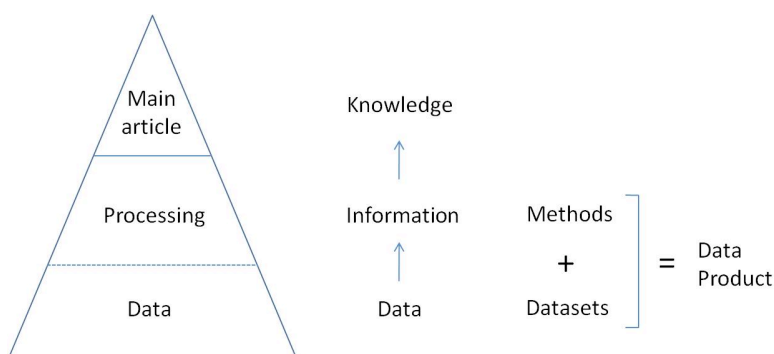 Main
article
Knowledge
Processing
Information
Methods
+
=
Data
Product
Data
Data
Datasets